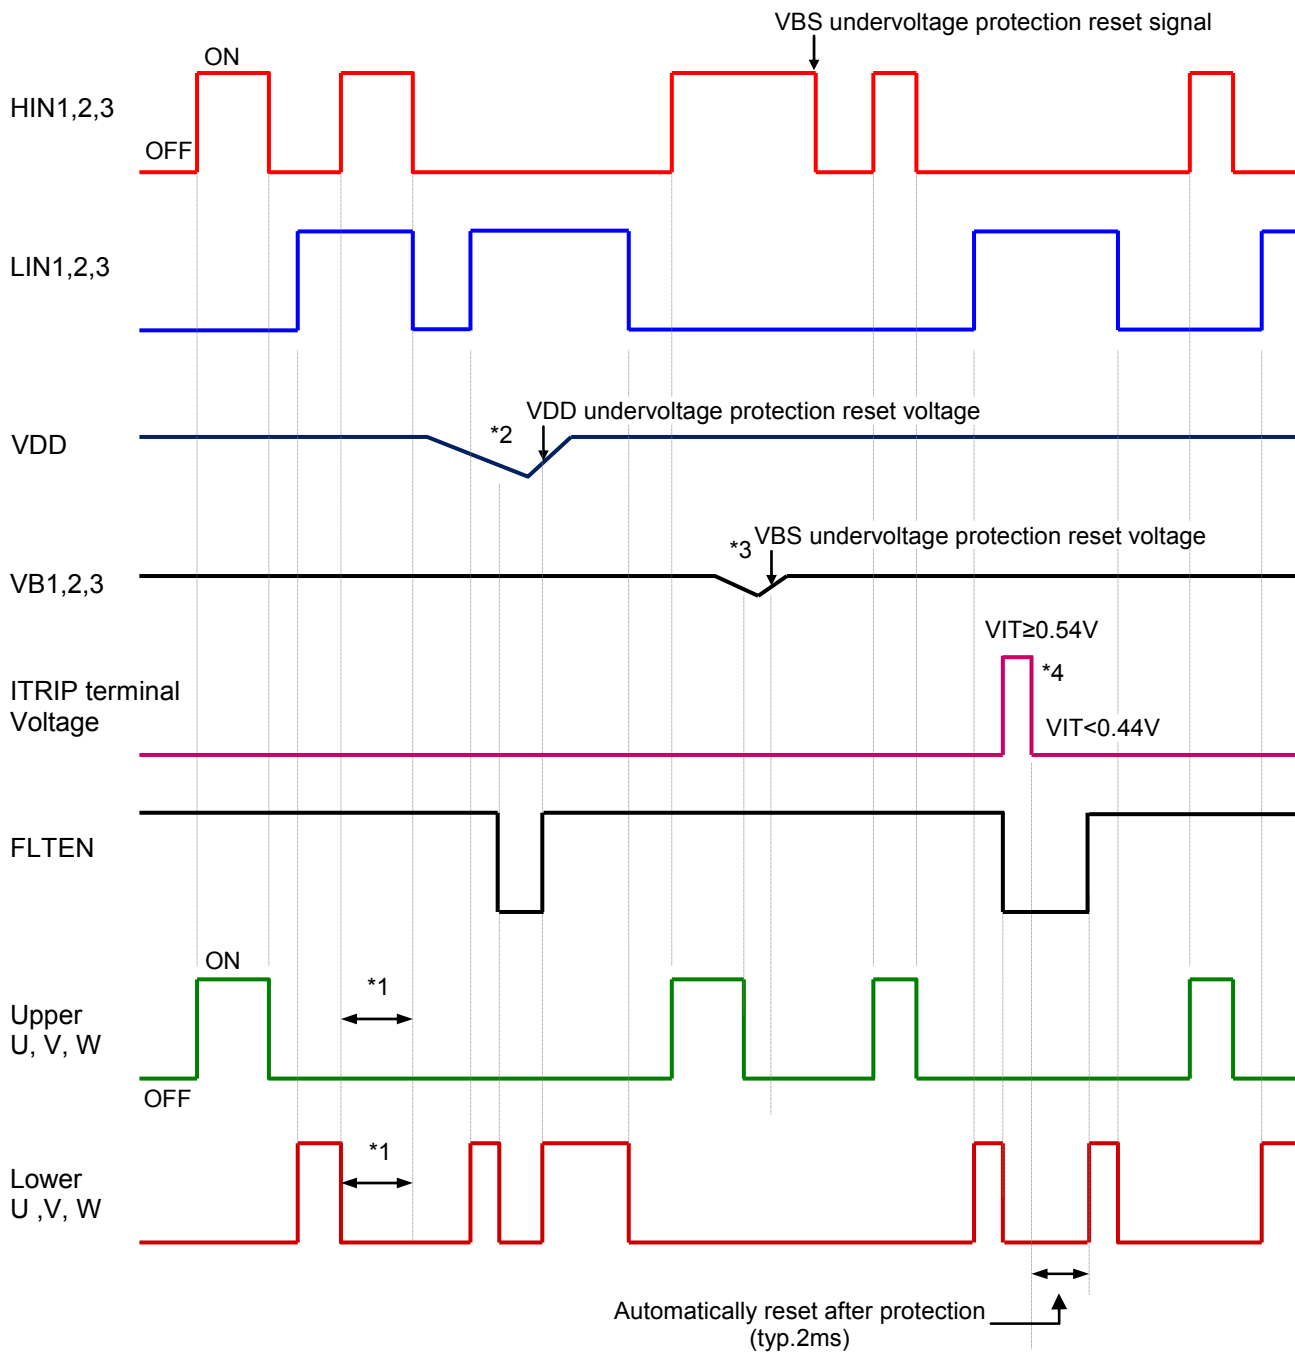 VBS undervoltage protection reset signal
ON
HIN1,2,3
OFF
LIN1,2,3
VDD undervoltage protection reset voltage
*2
VDD
VBS undervoltage protection reset voltage
*3
VB1,2,3
VIT≥0.54V
*4
ITRIP terminal
Voltage
VIT<0.44V
FLTEN
ON
*1
Upper
U, V, W
OFF
*1
Lower
U ,V, W
Automatically reset after protection
(typ.2ms)